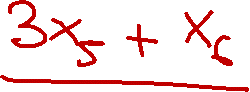 3x₅ + x₆